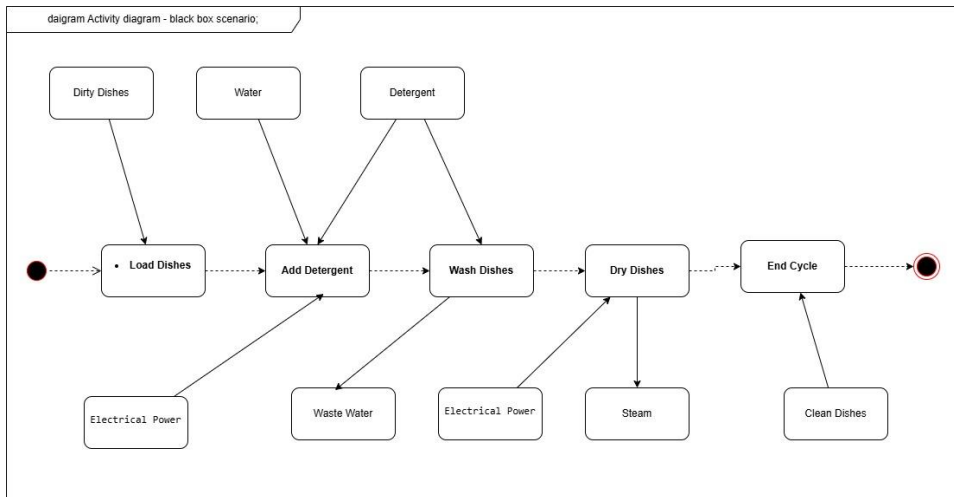 daigram Activity diagram - black box scenario;
Dirty Dishes
Water
Detergent
• Load Dishes
Add Detergent
Wash Dishes
Dry Dishes
End Cycle
Electrical Power
Waste Water
Electrical Power
Steam
Clean Dishes